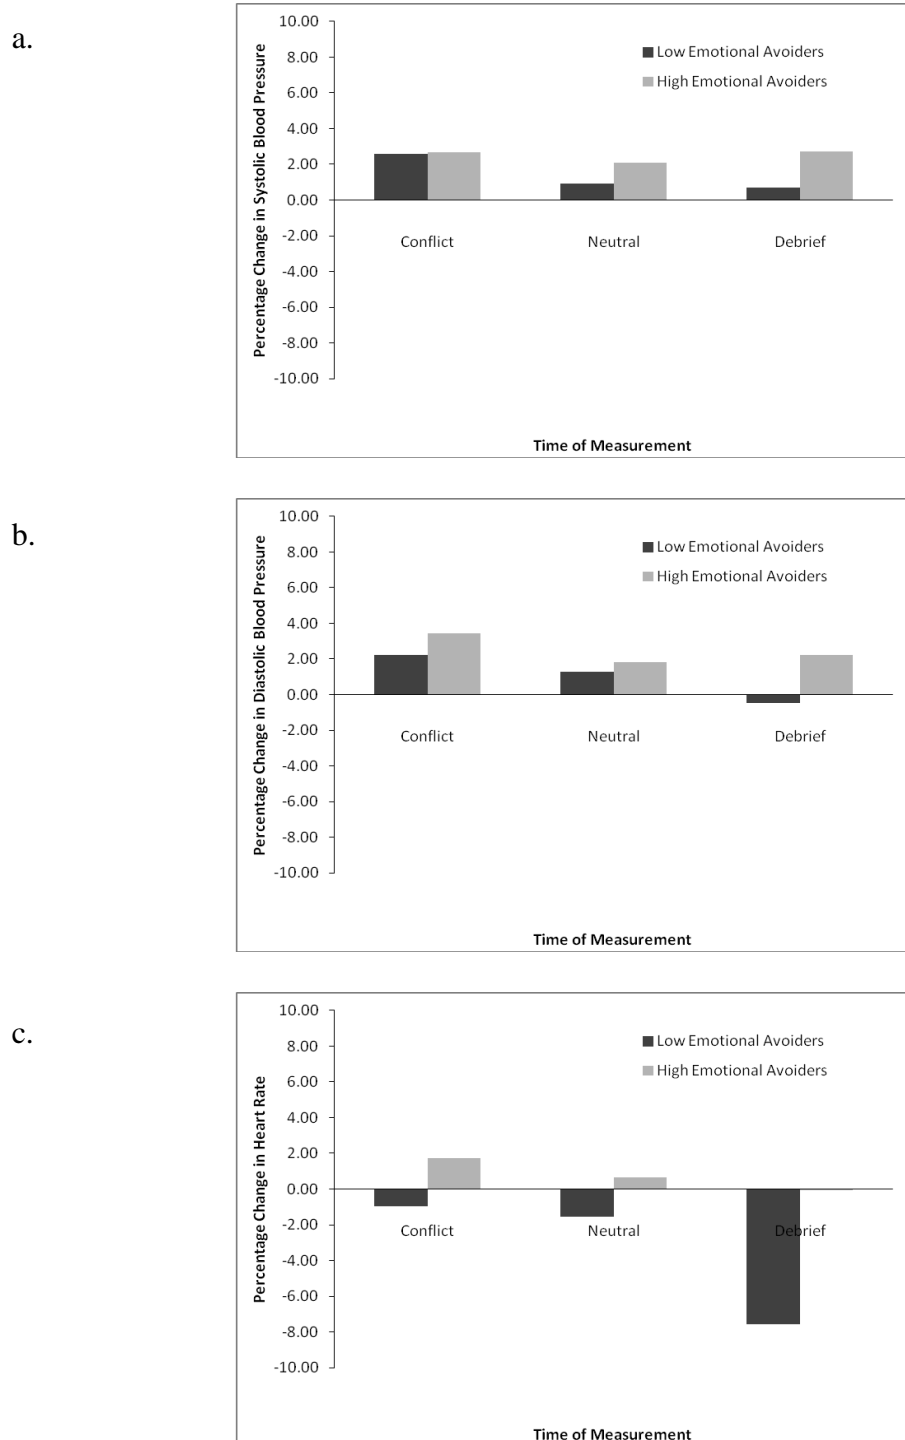 a.
Percentage Change in Systolic Blood Pressure
10.00
8.00
6.00
4.00
2.00
0.00
-2.00
-4.00
-6.00
-8.00
-10.00
Low Emotional Avoiders
High Emotional Avoiders
Conflict Neutral Debrief
Time of Measurement
b.
Percentage Change in Diastolic Blood Pressure
10.00
8.00
6.00
4.00
2.00
0.00
-2.00
-4.00
-6.00
-8.00
-10.00
Low Emotional Avoiders
High Emotional Avoiders
Conflict Neutral Debrief
Time of Measurement
c.
Percentage Change in Heart Rate
10.00
8.00
6.00
4.00
2.00
0.00
-2.00
-4.00
-6.00
-8.00
-10.00
Low Emotional Avoiders
High Emotional Avoiders
Conflict Neutral Debrief
Time of Measurement